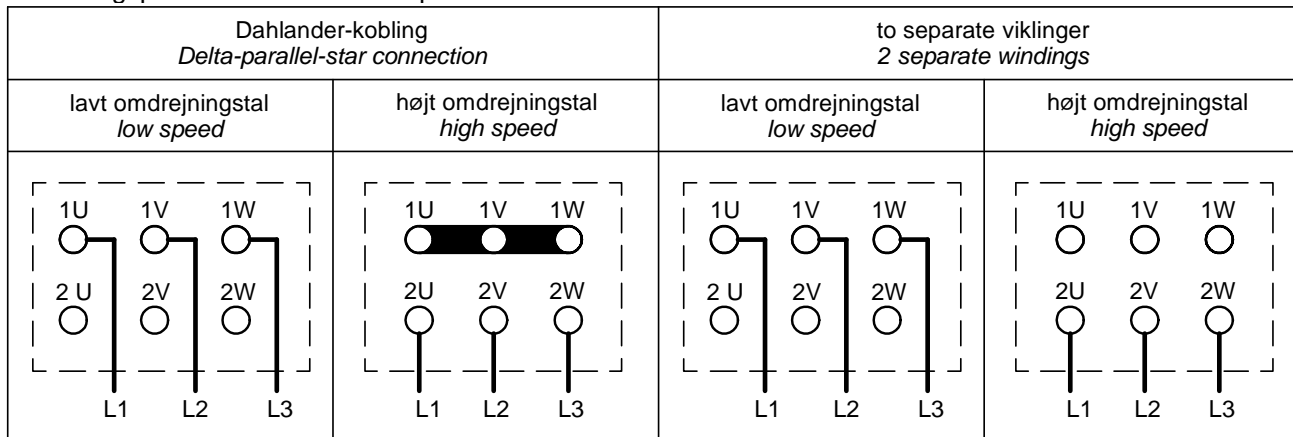 Dahlander-kobling
Delta-parallel-star connection
to separate viklinger
2 separate windings
lavt omdrejningstal
low speed
højt omdrejningstal
high speed
lavt omdrejningstal
low speed
højt omdrejningstal
high speed
1U 1V 1W
2 U 2V 2W
L1 L2 L3
1U 1V 1W
2U 2V 2W
L1 L2 L3
1U 1V 1W
2 U 2V 2W
L1 L2 L3
1U 1V 1W
2U 2V 2W
L1 L2 L3